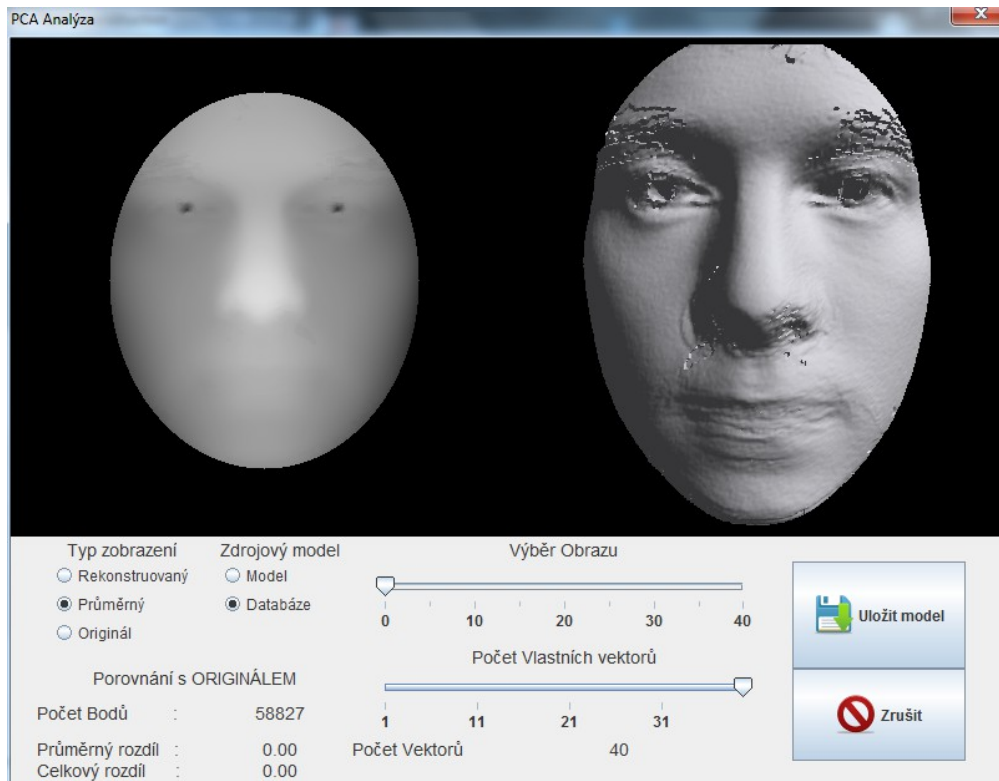 PCA Analýza
Typ zobrazení
Rekonstruovaný
Průměrný
Originál
Zdrojový model
Model
Databáze
Výběr Obrazu
0 10 20 30 40
Počet Vlastních vektorů
1 11 21 31
Počet Vektorů 40
Porovnání s ORIGINÁLEM
Počet Bodů : 58827
Průměrný rozdíl : 0.00
Celkový rozdíl : 0.00
Uložit model
Zrušit